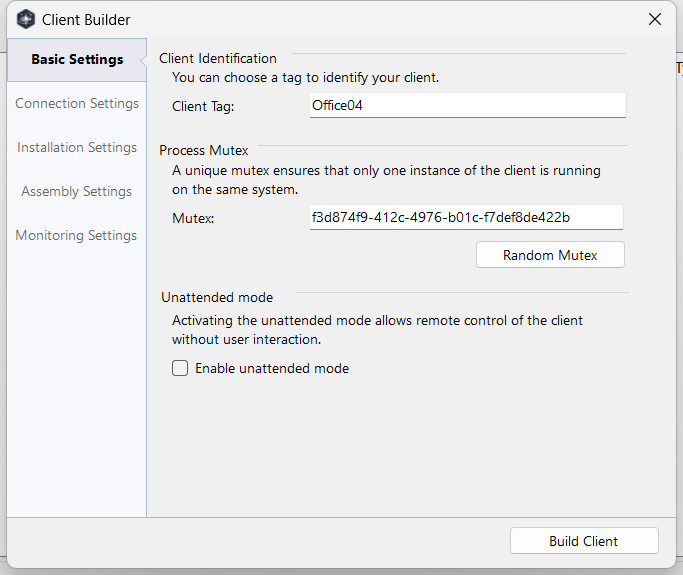 Client Builder
Basic Settings
Connection Settings
Installation Settings
Assembly Settings
Monitoring Settings
Client Identification
You can choose a tag to identify your client.
Client Tag: Office04
Process Mutex
A unique mutex ensures that only one instance of the client is running
on the same system.
Mutex: f3d874f9-412c-4976-b01c-f7def8de422b
Random Mutex
Unattended mode
Activating the unattended mode allows remote control of the client
without user interaction.
Enable unattended mode
Build Client